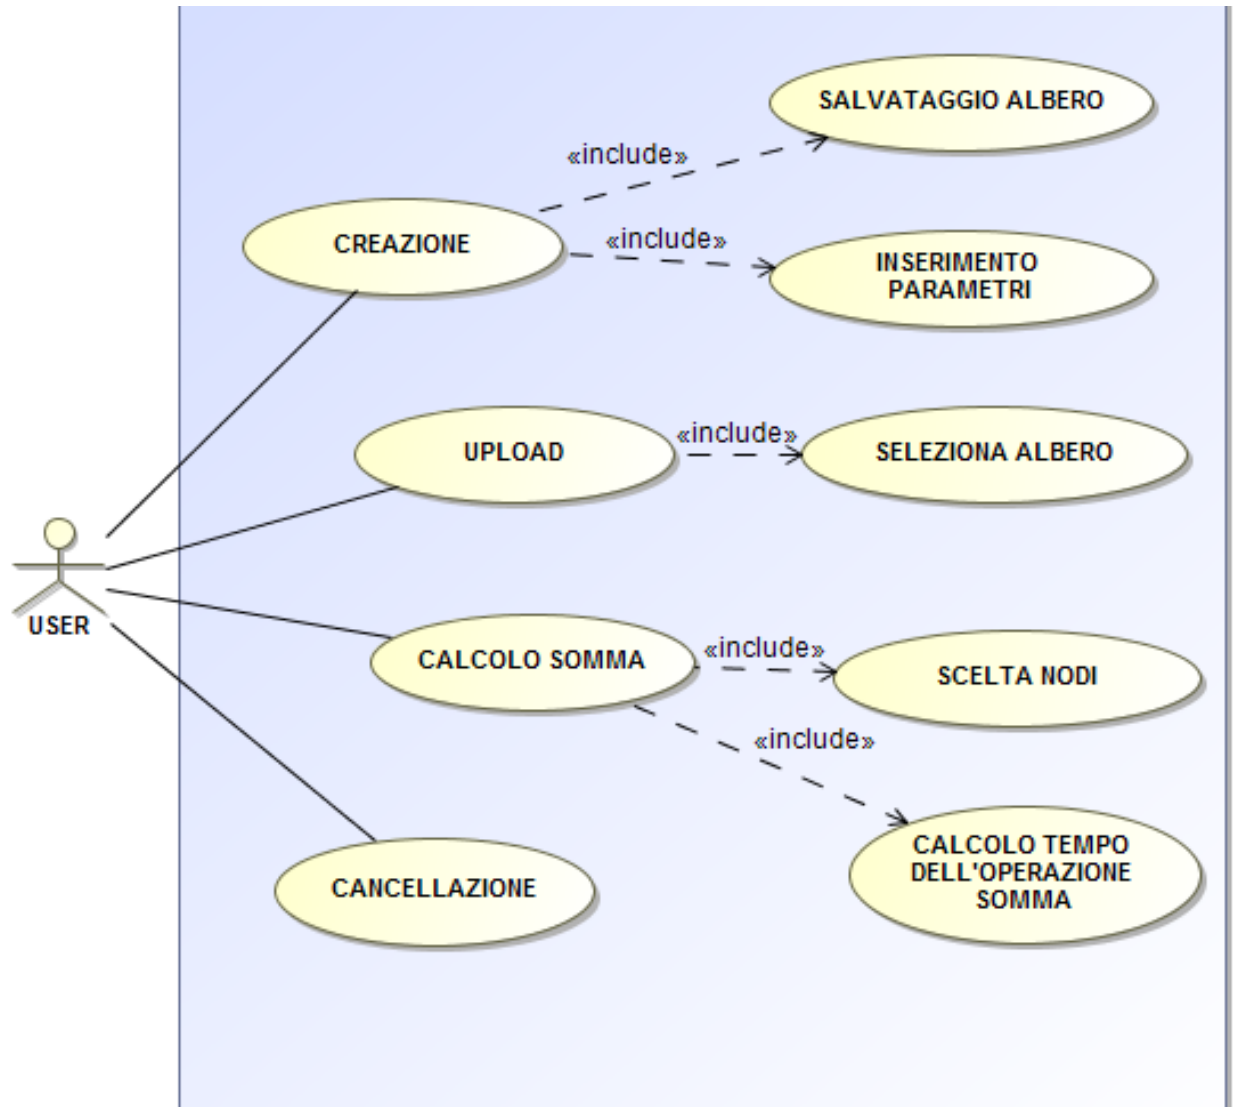 SALVATAGGIO ALBERO
«include»
CREAZIONE
«include»
INSERIMENTO
PARAMETRI
UPLOAD
«include»
SELEZIONA ALBERO
USER
CALCOLO SOMMA
«include»
SCELTA NODI
«include»
CALCOLO TEMPO
DELL'OPERAZIONE
SOMMA
CANCELLAZIONE